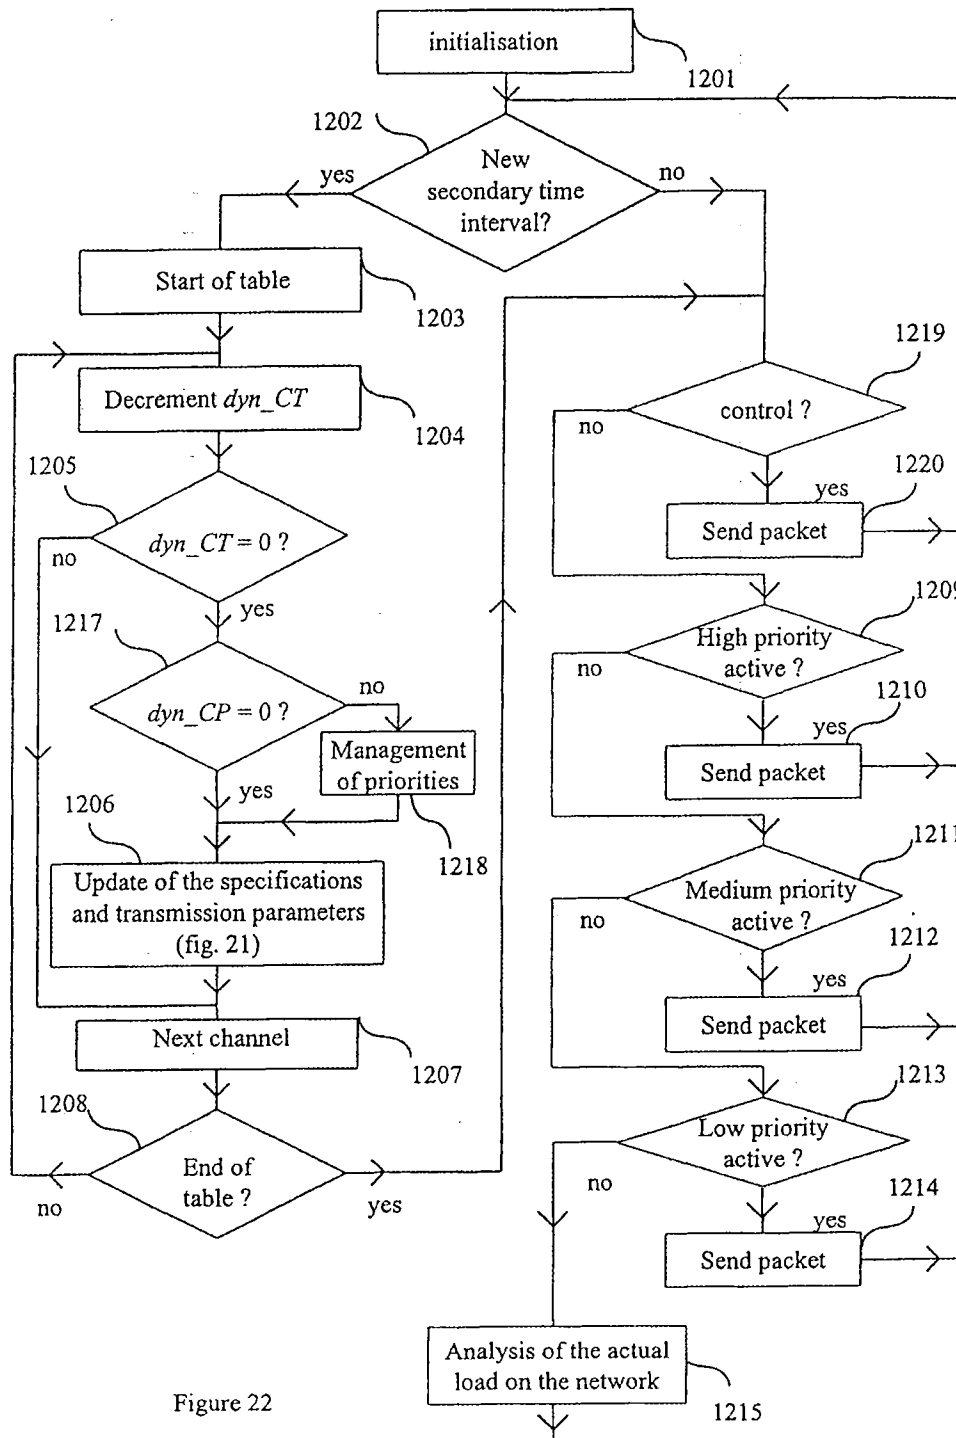 initialisation
1201
1202
New
secondary time
interval?
yes
no
Start of table
1203
Decrement dyn_CT
1204
1205
dyn_CT = 0 ?
no
yes
1217
dyn_CP = 0 ?
no
yes
Management
of priorities
1218
1206
Update of the specifications
and transmission parameters
(fig. 21)
Next channel
1207
1208
End of
table ?
no
yes
1219
control ?
no
yes
1220
Send packet
1209
High priority
active ?
no
yes
1210
Send packet
1211
Medium priority
active ?
no
yes
1212
Send packet
1213
Low priority
active ?
no
yes
1214
Send packet
Analysis of the actual
load on the network
1215
Figure 22